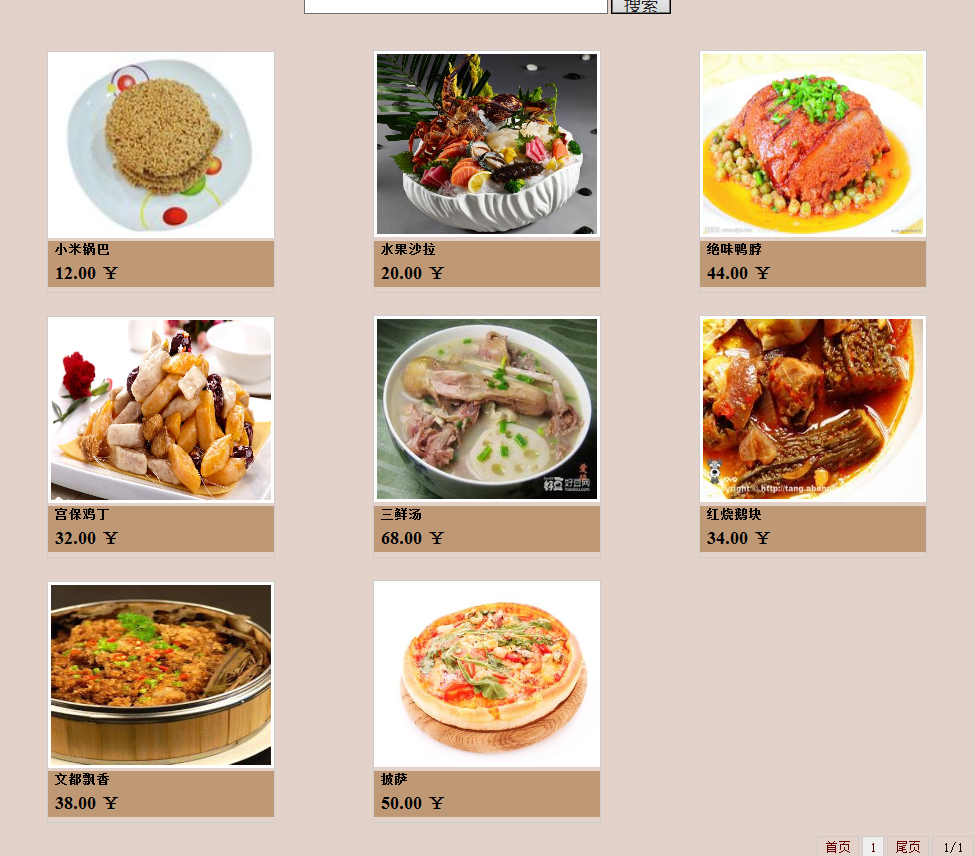 搜索
小米锅巴
12.00 ￥
水果沙拉
20.00 ￥
绝味鸭脖
44.00 ￥
宫保鸡丁
32.00 ￥
三鲜汤
68.00 ￥
红烧鹅块
34.00 ￥
文都飘香
38.00 ￥
披萨
50.00 ￥
首页 1 尾页 1/1